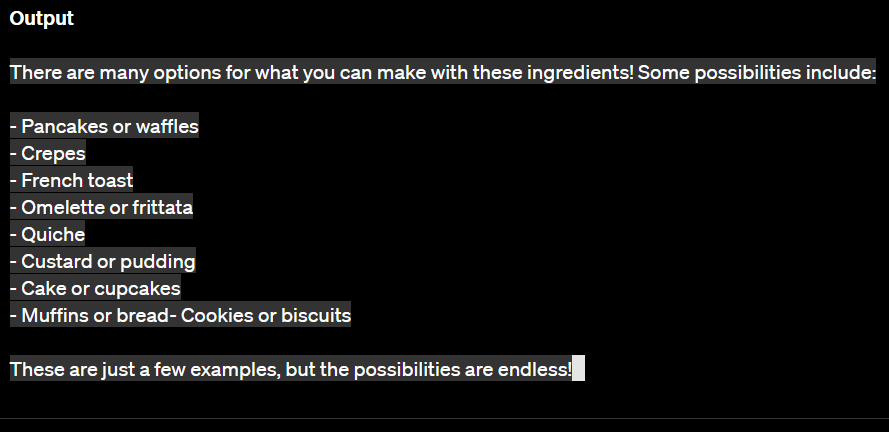 Output
There are many options for what you can make with these ingredients! Some possibilities include:
- Pancakes or waffles
- Crepes
- French toast
- Omelette or frittata
- Quiche
- Custard or pudding
- Cake or cupcakes
- Muffins or bread- Cookies or biscuits
These are just a few examples, but the possibilities are endless!